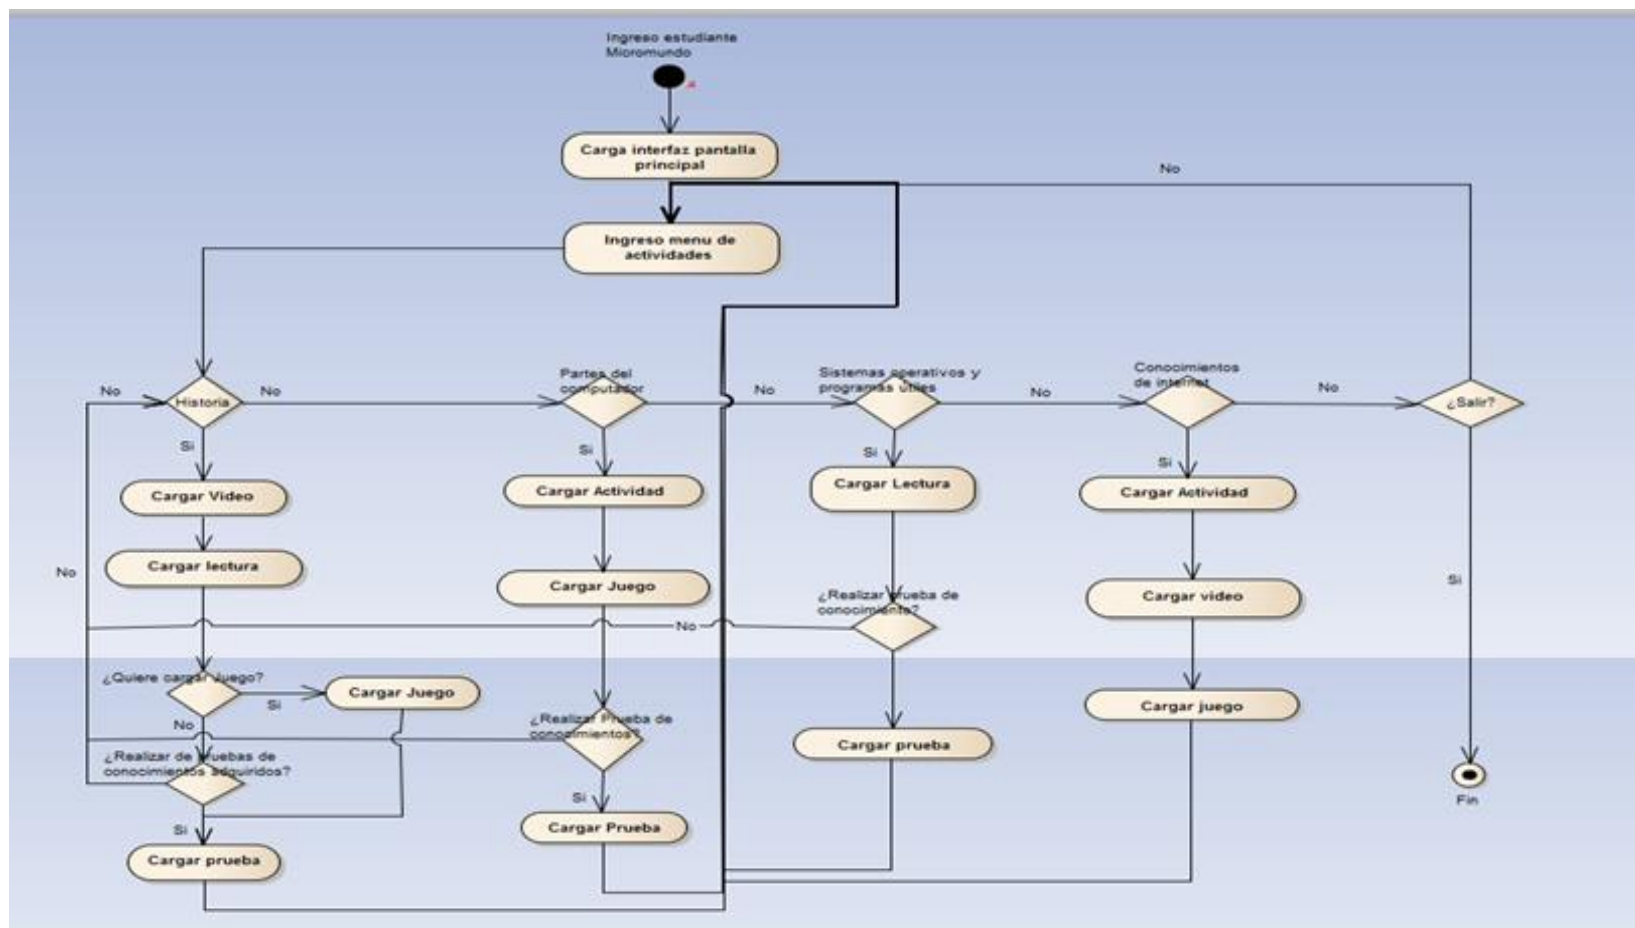 Ingreso estudiante
Micromundo
Carga interfaz pantalla
principal
No
Ingreso menu de
actividades
No
Historia
No
Partes del
computador
No
Sistemas operativos y
programas útiles
No
Conocimientos
de internet
No
¿Salir?
Si
Si
Si
Si
Cargar Video
Cargar Actividad
Cargar Lectura
Cargar Actividad
Cargar lectura
No
Cargar Juego
¿Realizar prueba de
conocimiento?
Cargar video
Si
No
¿Quiere cargar Juego?
Si
Cargar Juego
Cargar juego
No
¿Realizar Prueba de
conocimientos?
Cargar prueba
¿Realizar de pruebas de
conocimientos adquiridos?
Si
Fin
Si
Cargar Prueba
Cargar prueba